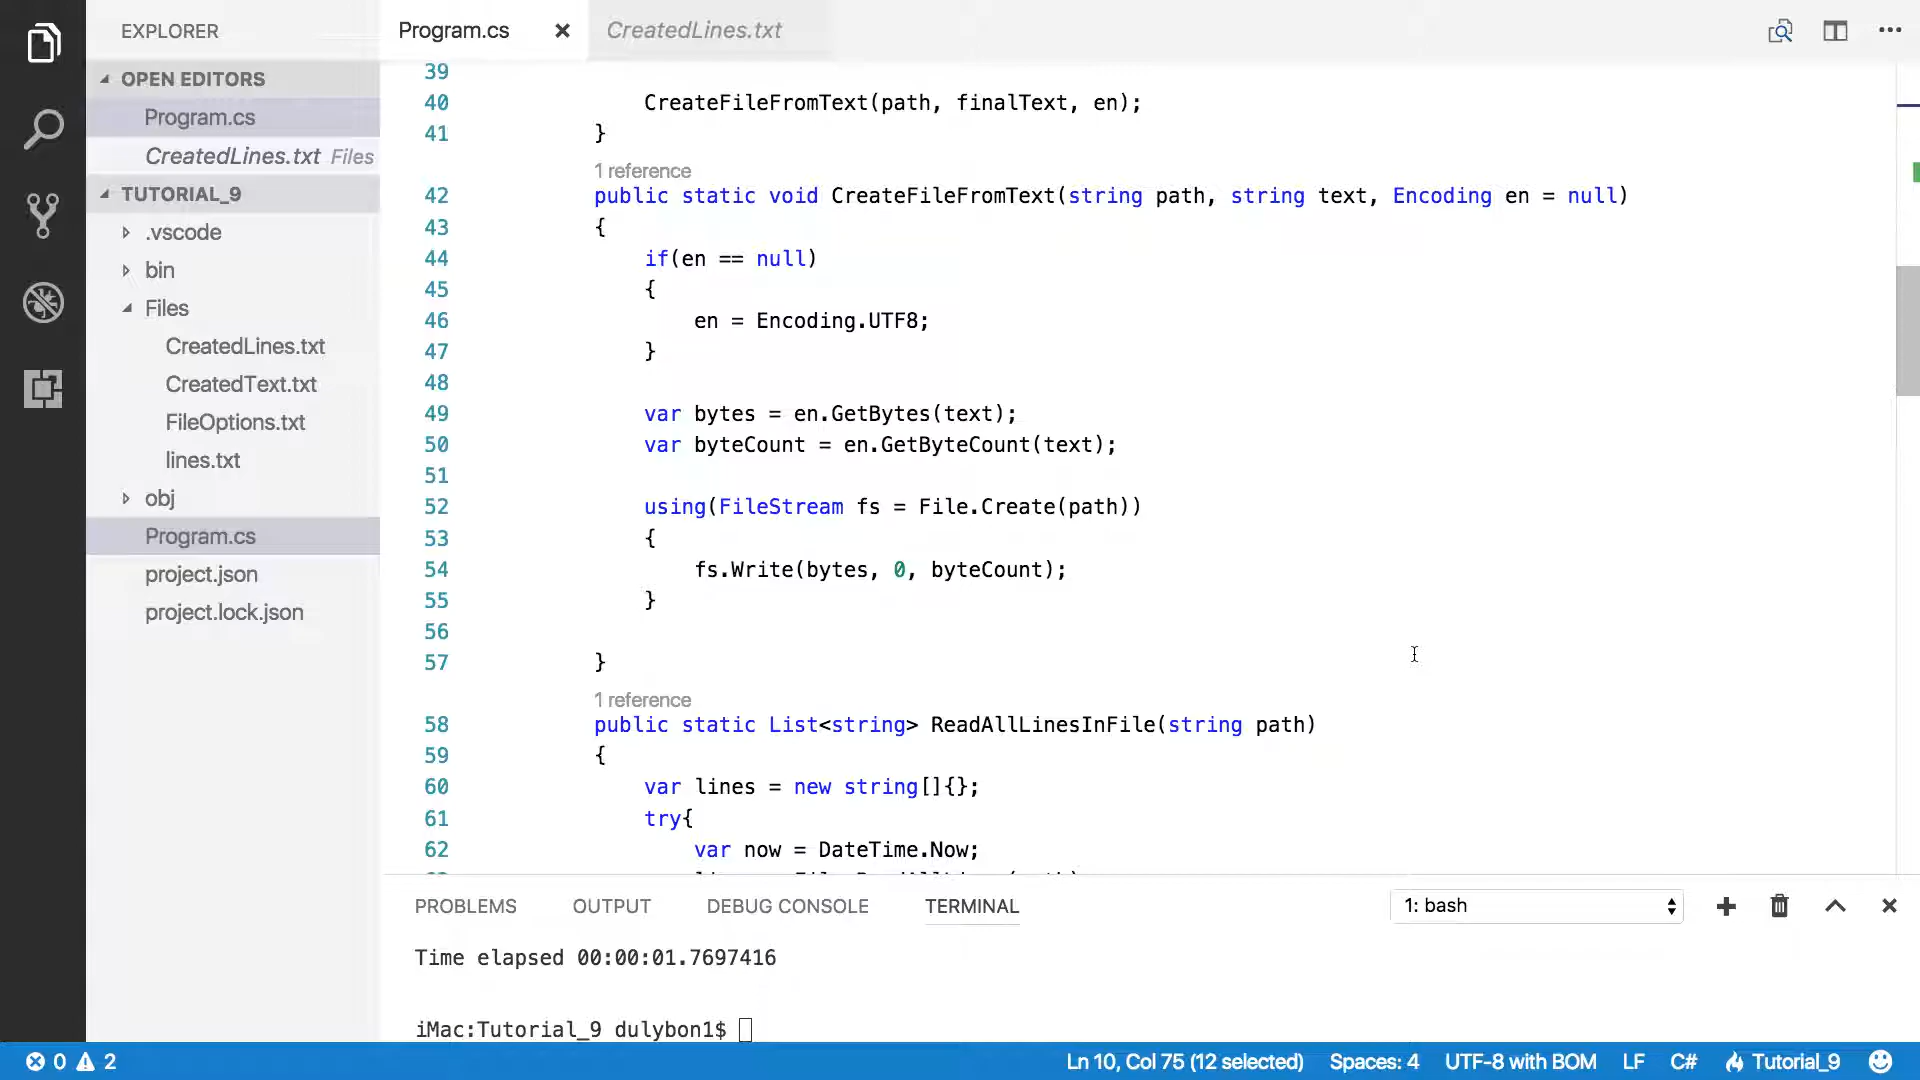 EXPLORER
OPEN EDITORS
Program.cs
CreatedLines.txt Files
TUTORIAL_9
.vscode
bin
Files
CreatedLines.txt
CreatedText.txt
FileOptions.txt
lines.txt
obj
Program.cs
project.json
project.lock.json
Program.cs
CreatedLines.txt
39
40 CreateFileFromText(path, finalText, en);
41 }
1 reference
42 public static void CreateFileFromText(string path, string text, Encoding en = null)
43 {
44 if(en == null)
45 {
46 en = Encoding.UTF8;
47 }
48
49 var bytes = en.GetBytes(text);
50 var byteCount = en.GetByteCount(text);
51
52 using(FileStream fs = File.Create(path))
53 {
54 fs.Write(bytes, 0, byteCount);
55 }
56
57 }
1 reference
58 public static List<string> ReadAllLinesInFile(string path)
59 {
60 var lines = new string[]{};
61 try{
62 var now = DateTime.Now;
PROBLEMS OUTPUT DEBUG CONSOLE TERMINAL 1: bash
Time elapsed 00:00:01.7697416
iMac:Tutorial_9 dulybon1$
0 2 Ln 10, Col 75 (12 selected) Spaces: 4 UTF-8 with BOM LF C# Tutorial_9